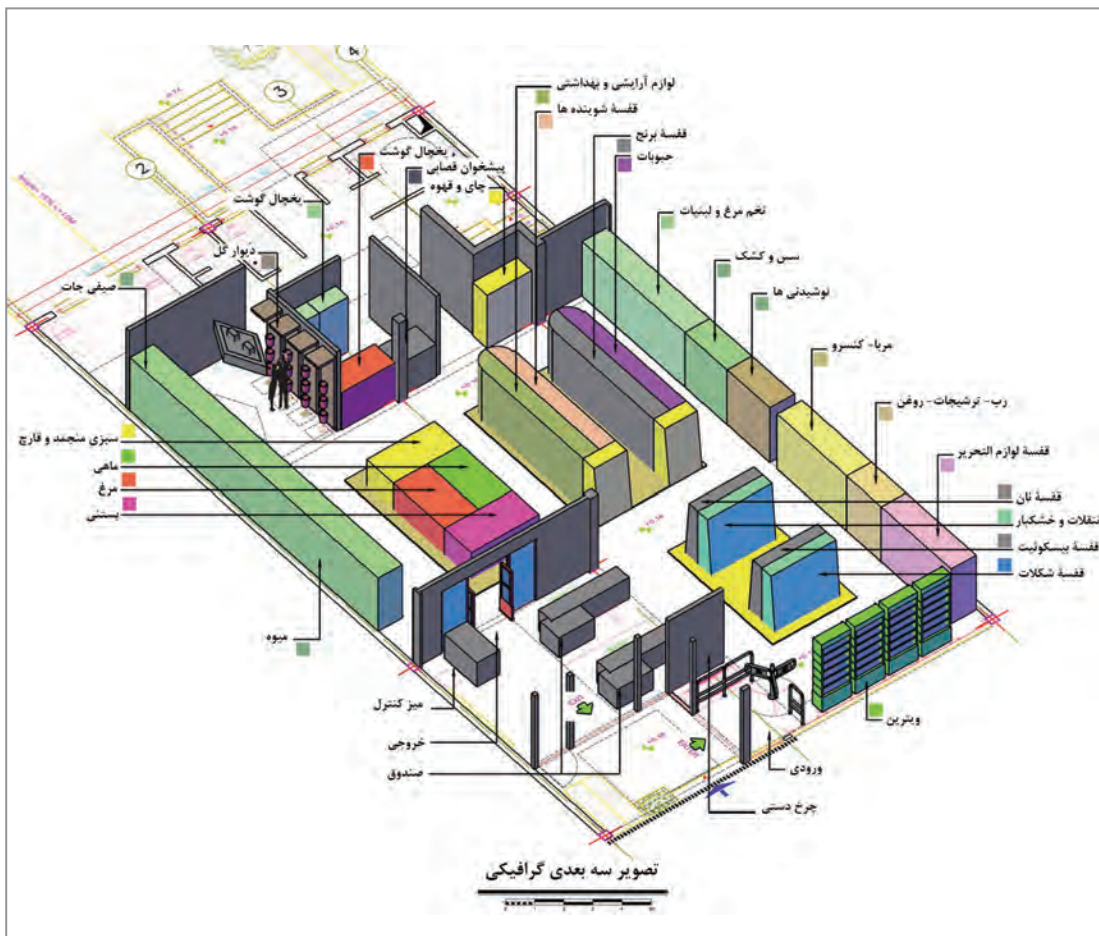 4
3
2
لوازم آرایشی و بهداشتی
قفسهٔ شوینده ها
قفسهٔ برنج
حبوبات
یخچال گوشت
پیشخوان قصابی
چای و قهوه
یخچال گوشت
دیوار گل
صیفی جات
تخم مرغ و لبنیات
سس و کشک
نوشیدنی ها
مربا- کنسرو
رب- ترشیجات- روغن
قفسهٔ لوازم التحریر
سبزی منجمد و قارچ
ماهی
مرغ
بستنی
قفسهٔ نان
تنقلات و خشکبار
قفسهٔ بیسکوئیت
قفسهٔ شکلات
میوه
میز کنترل
خروجی
صندوق
ویترین
ورودی
چرخ دستی
تصویر سه بعدی گرافیکی